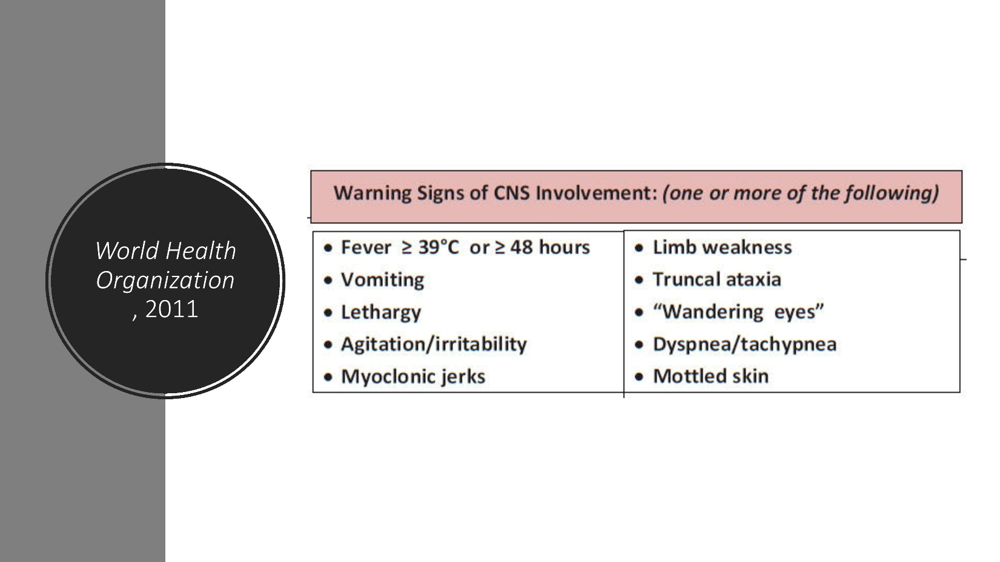 World Health
Organization
, 2011
Warning Signs of CNS Involvement: (one or more of the following)
• Fever ≥ 39°C or ≥ 48 hours
• Vomiting
• Lethargy
• Agitation/irritability
• Myoclonic jerks
• Limb weakness
• Truncal ataxia
• “Wandering eyes”
• Dyspnea/tachypnea
• Mottled skin